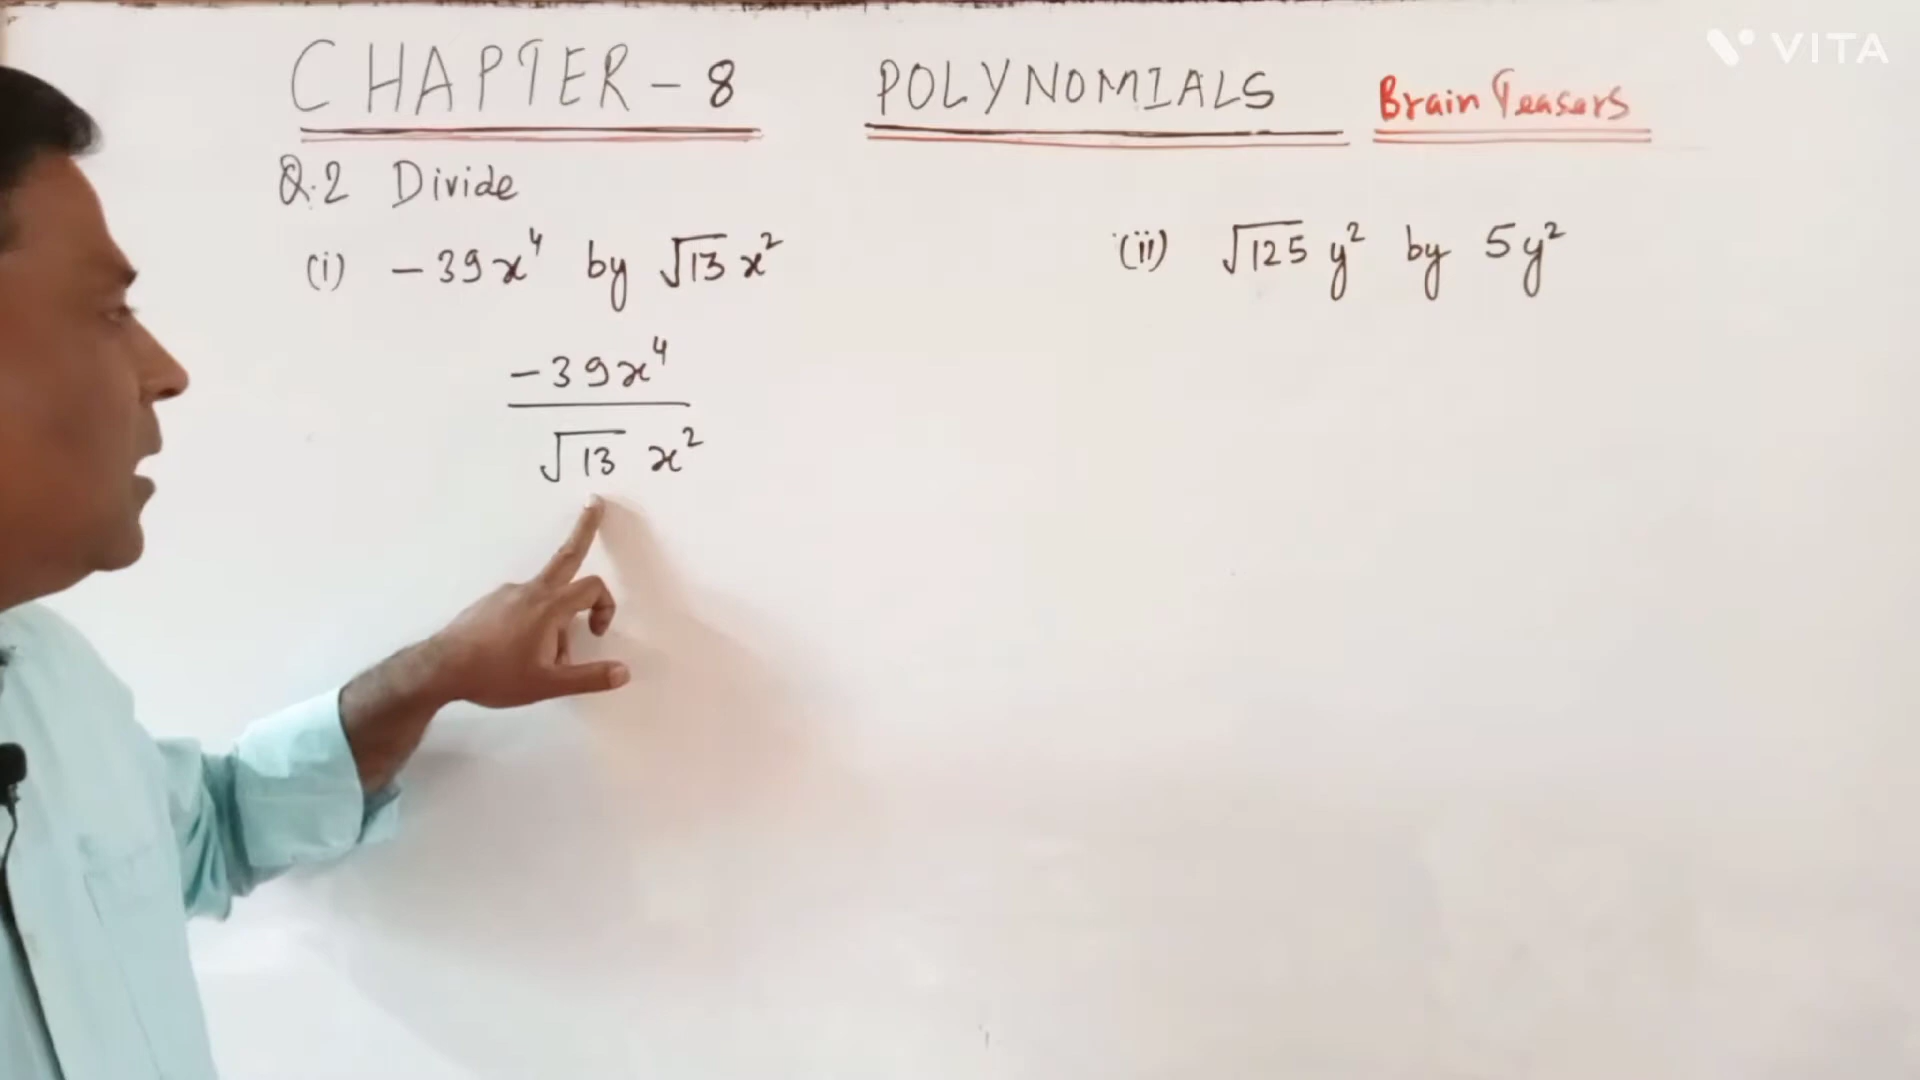 CHAPTER - 8 POLYNOMIALS Brain Teasers
VITA
Q.2 Divide
(i) -39x⁴ by √13 x² (ii) √125 y² by 5y²
-39x⁴
√13 x²